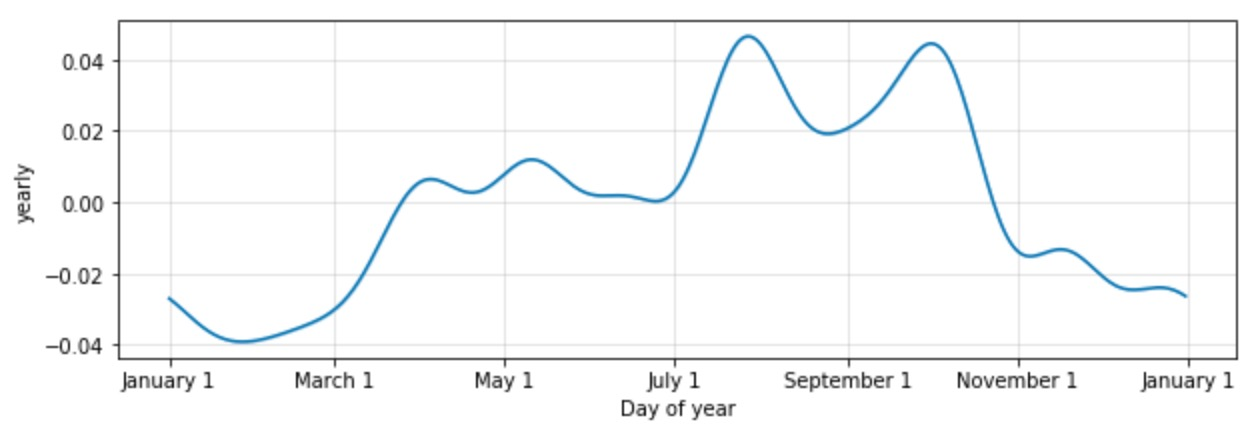 0.04
0.02
0.00
−0.02
−0.04
yearly
January 1 March 1 May 1 July 1 September 1 November 1 January 1
Day of year